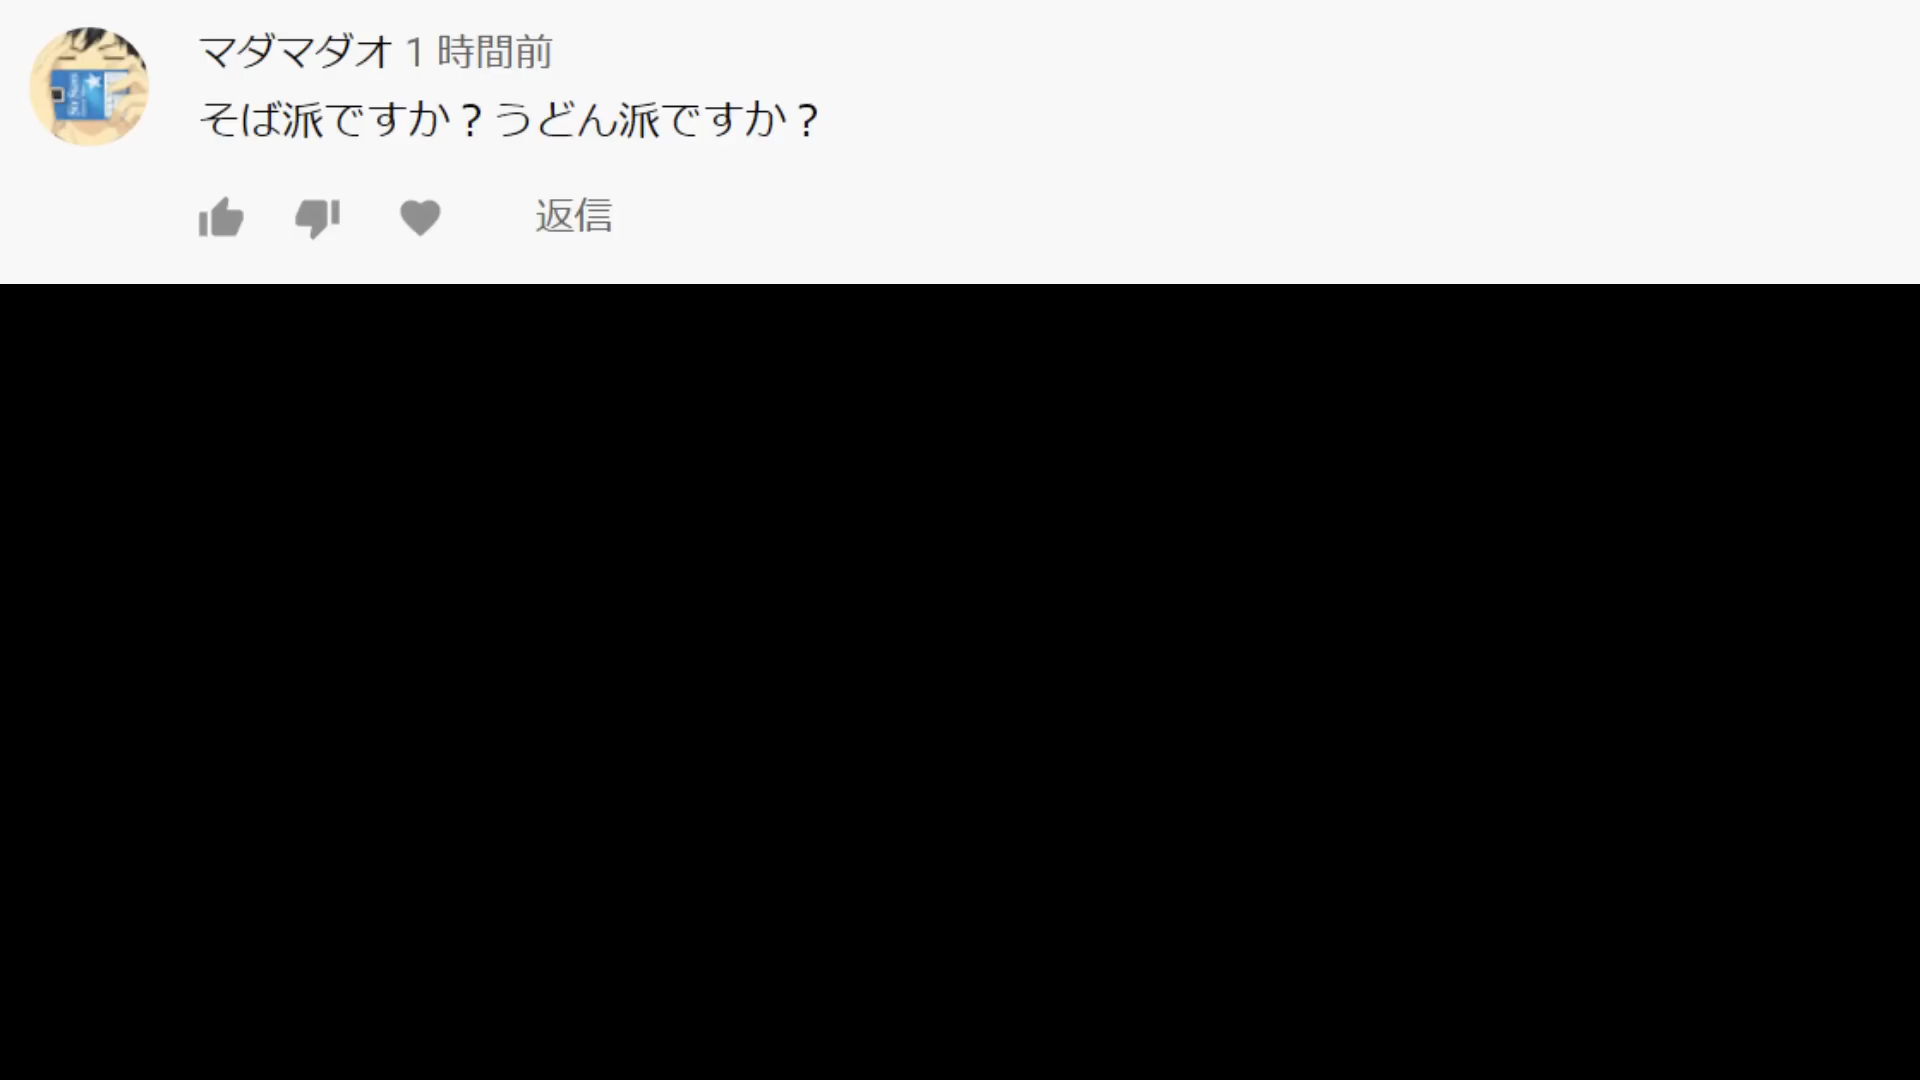 マダマダオ 1 時間前
そば派ですか？うどん派ですか？
返信